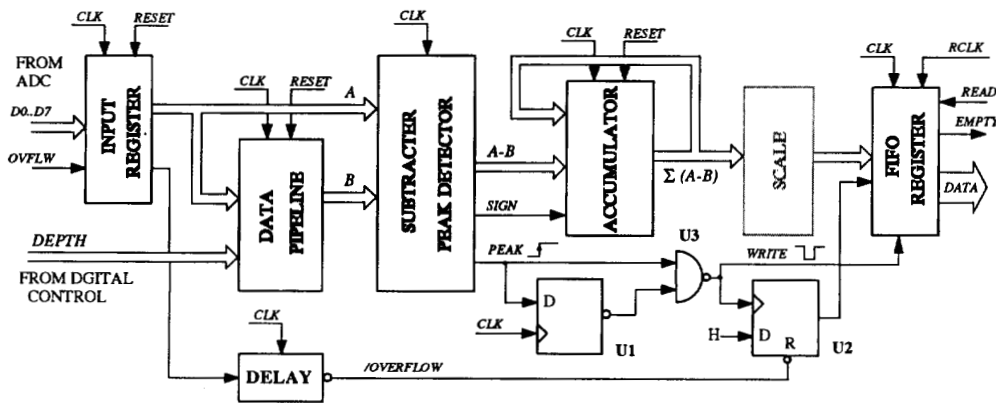 CLK
RESET
FROM
ADC
D0..D7
OVFLW
INPUT
REGISTER
DEPTH
FROM DGITAL
CONTROL
CLK
RESET
DATA
PIPELINE
A
B
CLK
SUBTRACTER
PEAK DETECTOR
A-B
SIGN
PEAK
CLK
RESET
ACCUMULATOR
Σ (A-B)
SCALE
CLK
RCLK
FIFO
REGISTER
READ
EMPTY
DATA
U3
WRITE
D
CLK
U1
H
D
R
U2
CLK
DELAY
/OVERFLOW